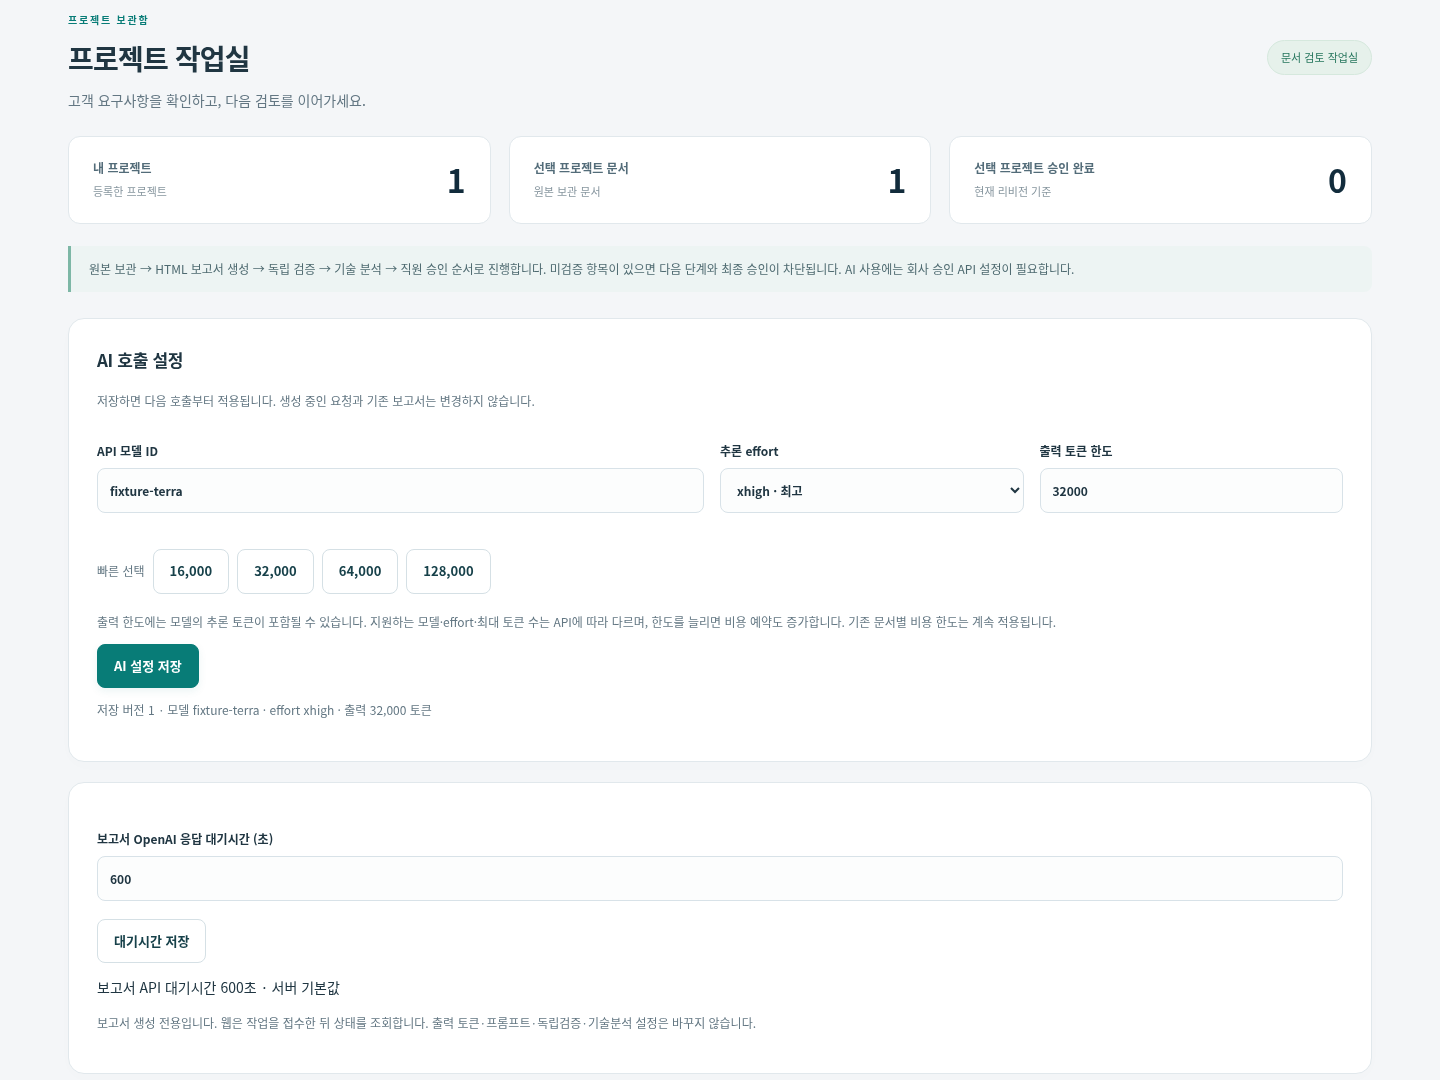 프로젝트 보관함
프로젝트 작업실
문서 검토 작업실
고객 요구사항을 확인하고, 다음 검토를 이어가세요.
내 프로젝트
등록한 프로젝트
1
선택 프로젝트 문서
원본 보관 문서
1
선택 프로젝트 승인 완료
현재 리비전 기준
0
원본 보관 → HTML 보고서 생성 → 독립 검증 → 기술 분석 → 직원 승인 순서로 진행합니다. 미검증 항목이 있으면 다음 단계와 최종 승인이 차단됩니다. AI 사용에는 회사 승인 API 설정이 필요합니다.
AI 호출 설정
저장하면 다음 호출부터 적용됩니다. 생성 중인 요청과 기존 보고서는 변경하지 않습니다.
API 모델 ID
추론 effort
출력 토큰 한도
fixture-terra
xhigh · 최고
32000
빠른 선택
16,000
32,000
64,000
128,000
출력 한도에는 모델의 추론 토큰이 포함될 수 있습니다. 지원하는 모델·effort·최대 토큰 수는 API에 따라 다르며, 한도를 늘리면 비용 예약도 증가합니다. 기존 문서별 비용 한도는 계속 적용됩니다.
AI 설정 저장
저장 버전 1 · 모델 fixture-terra · effort xhigh · 출력 32,000 토큰
보고서 OpenAI 응답 대기시간 (초)
600
대기시간 저장
보고서 API 대기시간 600초 · 서버 기본값
보고서 생성 전용입니다. 웹은 작업을 접수한 뒤 상태를 조회합니다. 출력 토큰·프롬프트·독립검증·기술분석 설정은 바꾸지 않습니다.